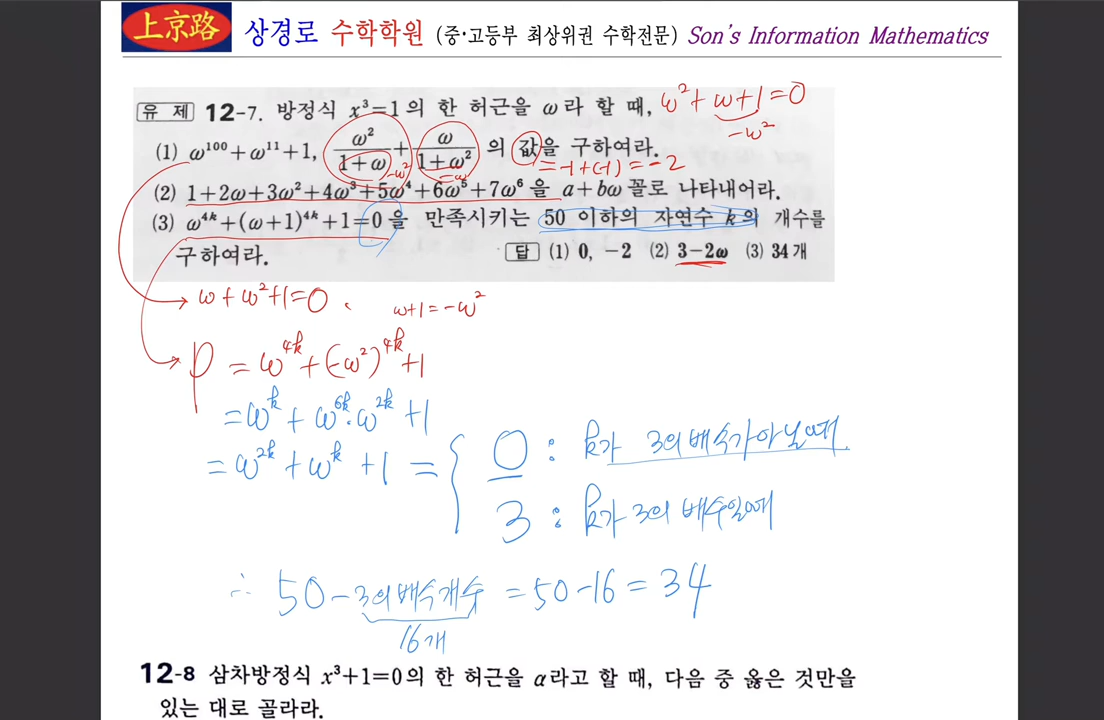 上京路 상경로 수학학원 (중·고등부 최상위권 수학전문) Son's Information Mathematics
유 제 12-7. 방정식 x³=1의 한 허근을 ω라 할 때, ω²+ω+1=0
-ω²
(1) ω¹⁰⁰+ω¹¹+1, ω²/(1+ω) + ω/(1+ω²) 의 값을 구하여라.
-ω² =-ω =-1+(-1)=-2
(2) 1+2ω+3ω²+4ω³+5ω⁴+6ω⁵+7ω⁶을 a+bω 꼴로 나타내어라.
(3) ω⁴ᵏ+(ω+1)⁴ᵏ+1=0을 만족시키는 50 이하의 자연수 k의 개수를
구하여라. 답 (1) 0, -2 (2) 3-2ω (3) 34개
ω+ω²+1=0 ω+1=-ω²
P=ω⁴ᵏ+(-ω²)⁴ᵏ+1
=ωᵏ+ω⁶ᵏ·ω²ᵏ+1
=ω²ᵏ+ωᵏ+1= { 0 : k가 3의 배수가 아닐 때
3 : k가 3의 배수일 때
∴ 50-3의 배수개수=50-16=34
16개
12-8 삼차방정식 x³+1=0의 한 허근을 α라고 할 때, 다음 중 옳은 것만을
있는 대로 골라라.